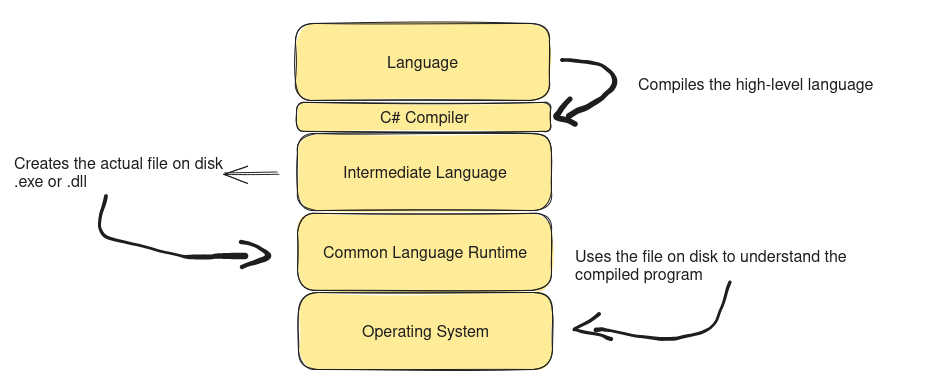 Language
Compiles the high-level language
C# Compiler
Creates the actual file on disk
.exe or .dll
Intermediate Language
Common Language Runtime
Uses the file on disk to understand the
compiled program
Operating System